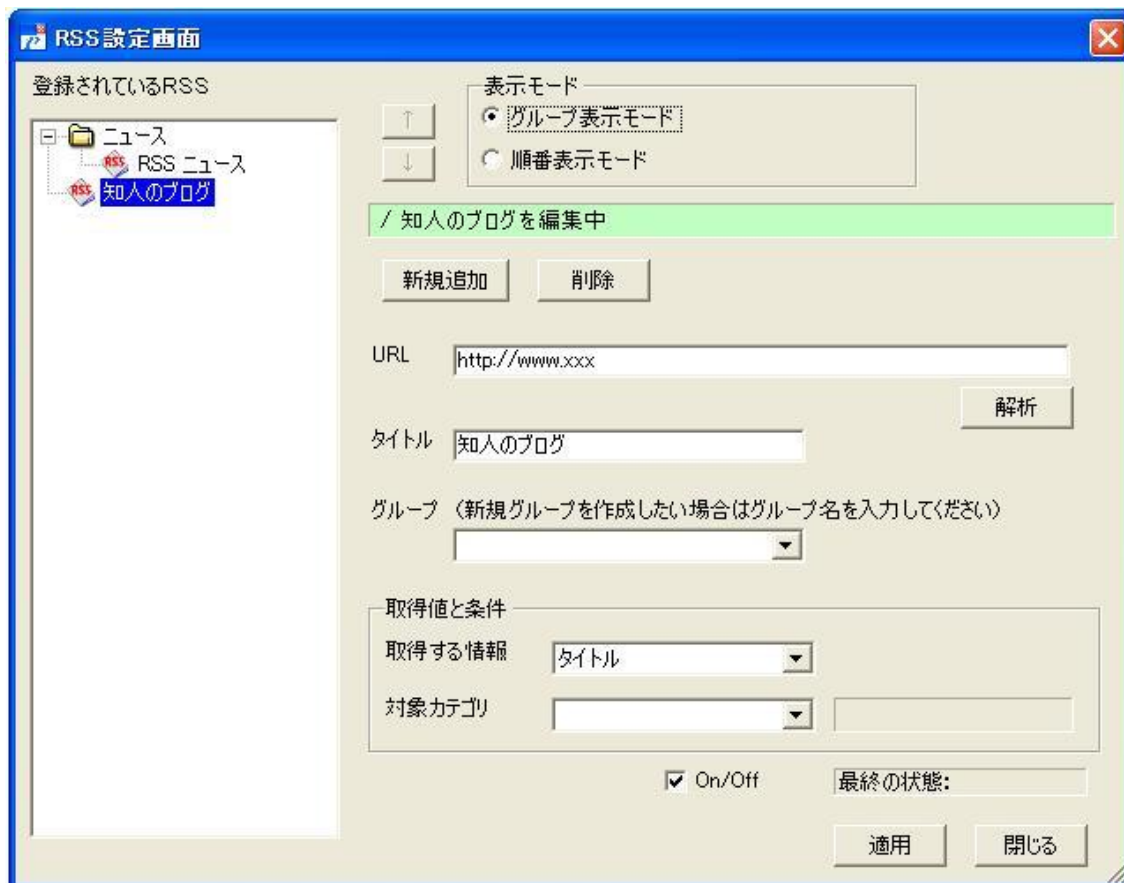 RSS設定画面
登録されているRSS
ニュース
RSS ニュース
知人のブログ
↑
↓
表示モード
グループ表示モード
順番表示モード
/ 知人のブログを編集中
新規追加
削除
URL
http://www.xxx
解析
タイトル
知人のブログ
グループ (新規グループを作成したい場合はグループ名を入力してください)
取得値と条件
取得する情報
タイトル
対象カテゴリ
On/Off
最終の状態:
適用
閉じる